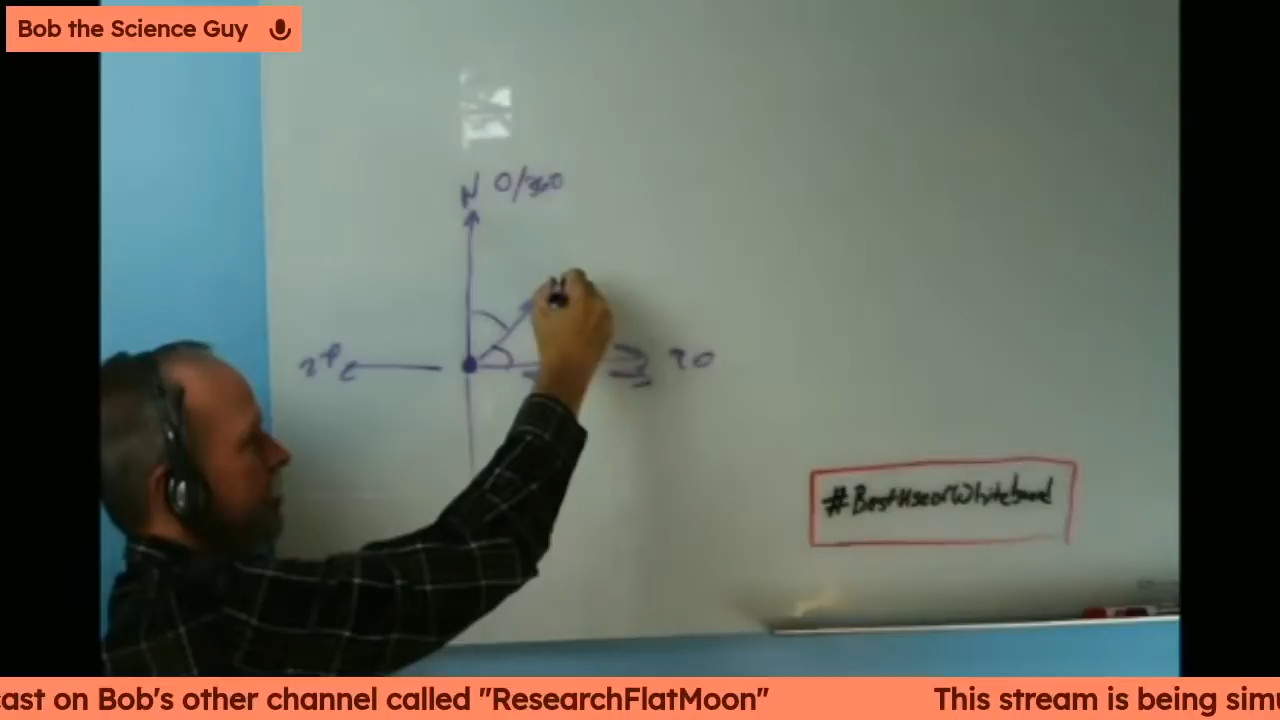 Bob the Science Guy
N 0/360
90
#BestUseofWhiteboard
cast on Bob's other channel called "ResearchFlatMoon" This stream is being simu